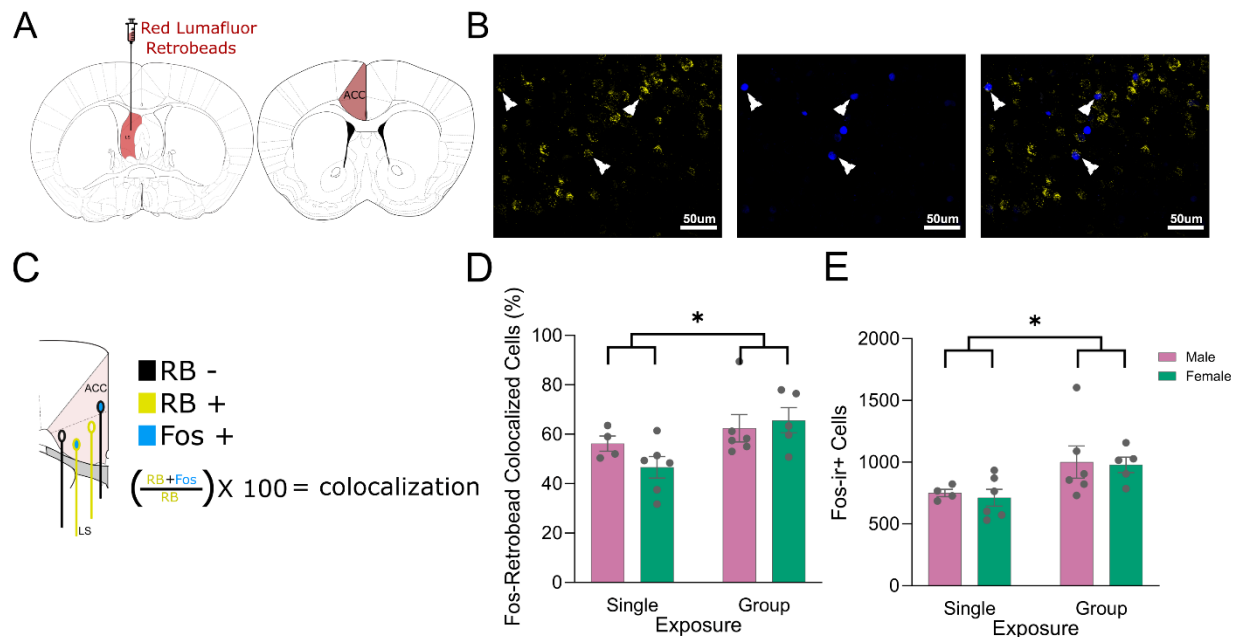 A
Red Lumafluor
Retrobeads
ACC
B
50um
50um
50um
C
ACC
LS
RB -
RB +
Fos +
(RB+Fos/RB) X 100 = colocalization
D
Fos-Retrobead Colocalized Cells (%)
100
80
60
40
20
0
*
Single
Group
Exposure
E
Fos-ir+ Cells
2000
1500
1000
500
0
*
Single
Group
Exposure
Male
Female